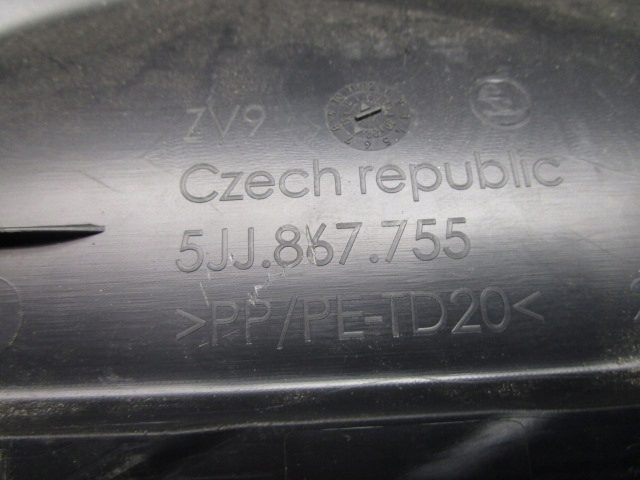 ZV9
Czech republic
5JJ.867.755
>PP/PE-TD20<